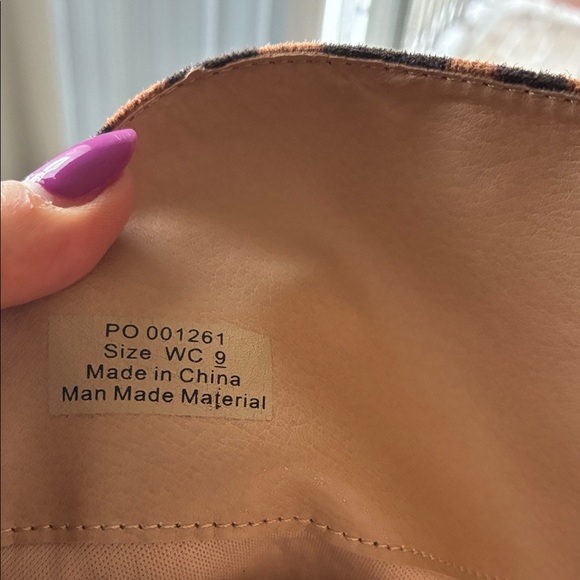 PO 001261
Size WC 9
Made in China
Man Made Material